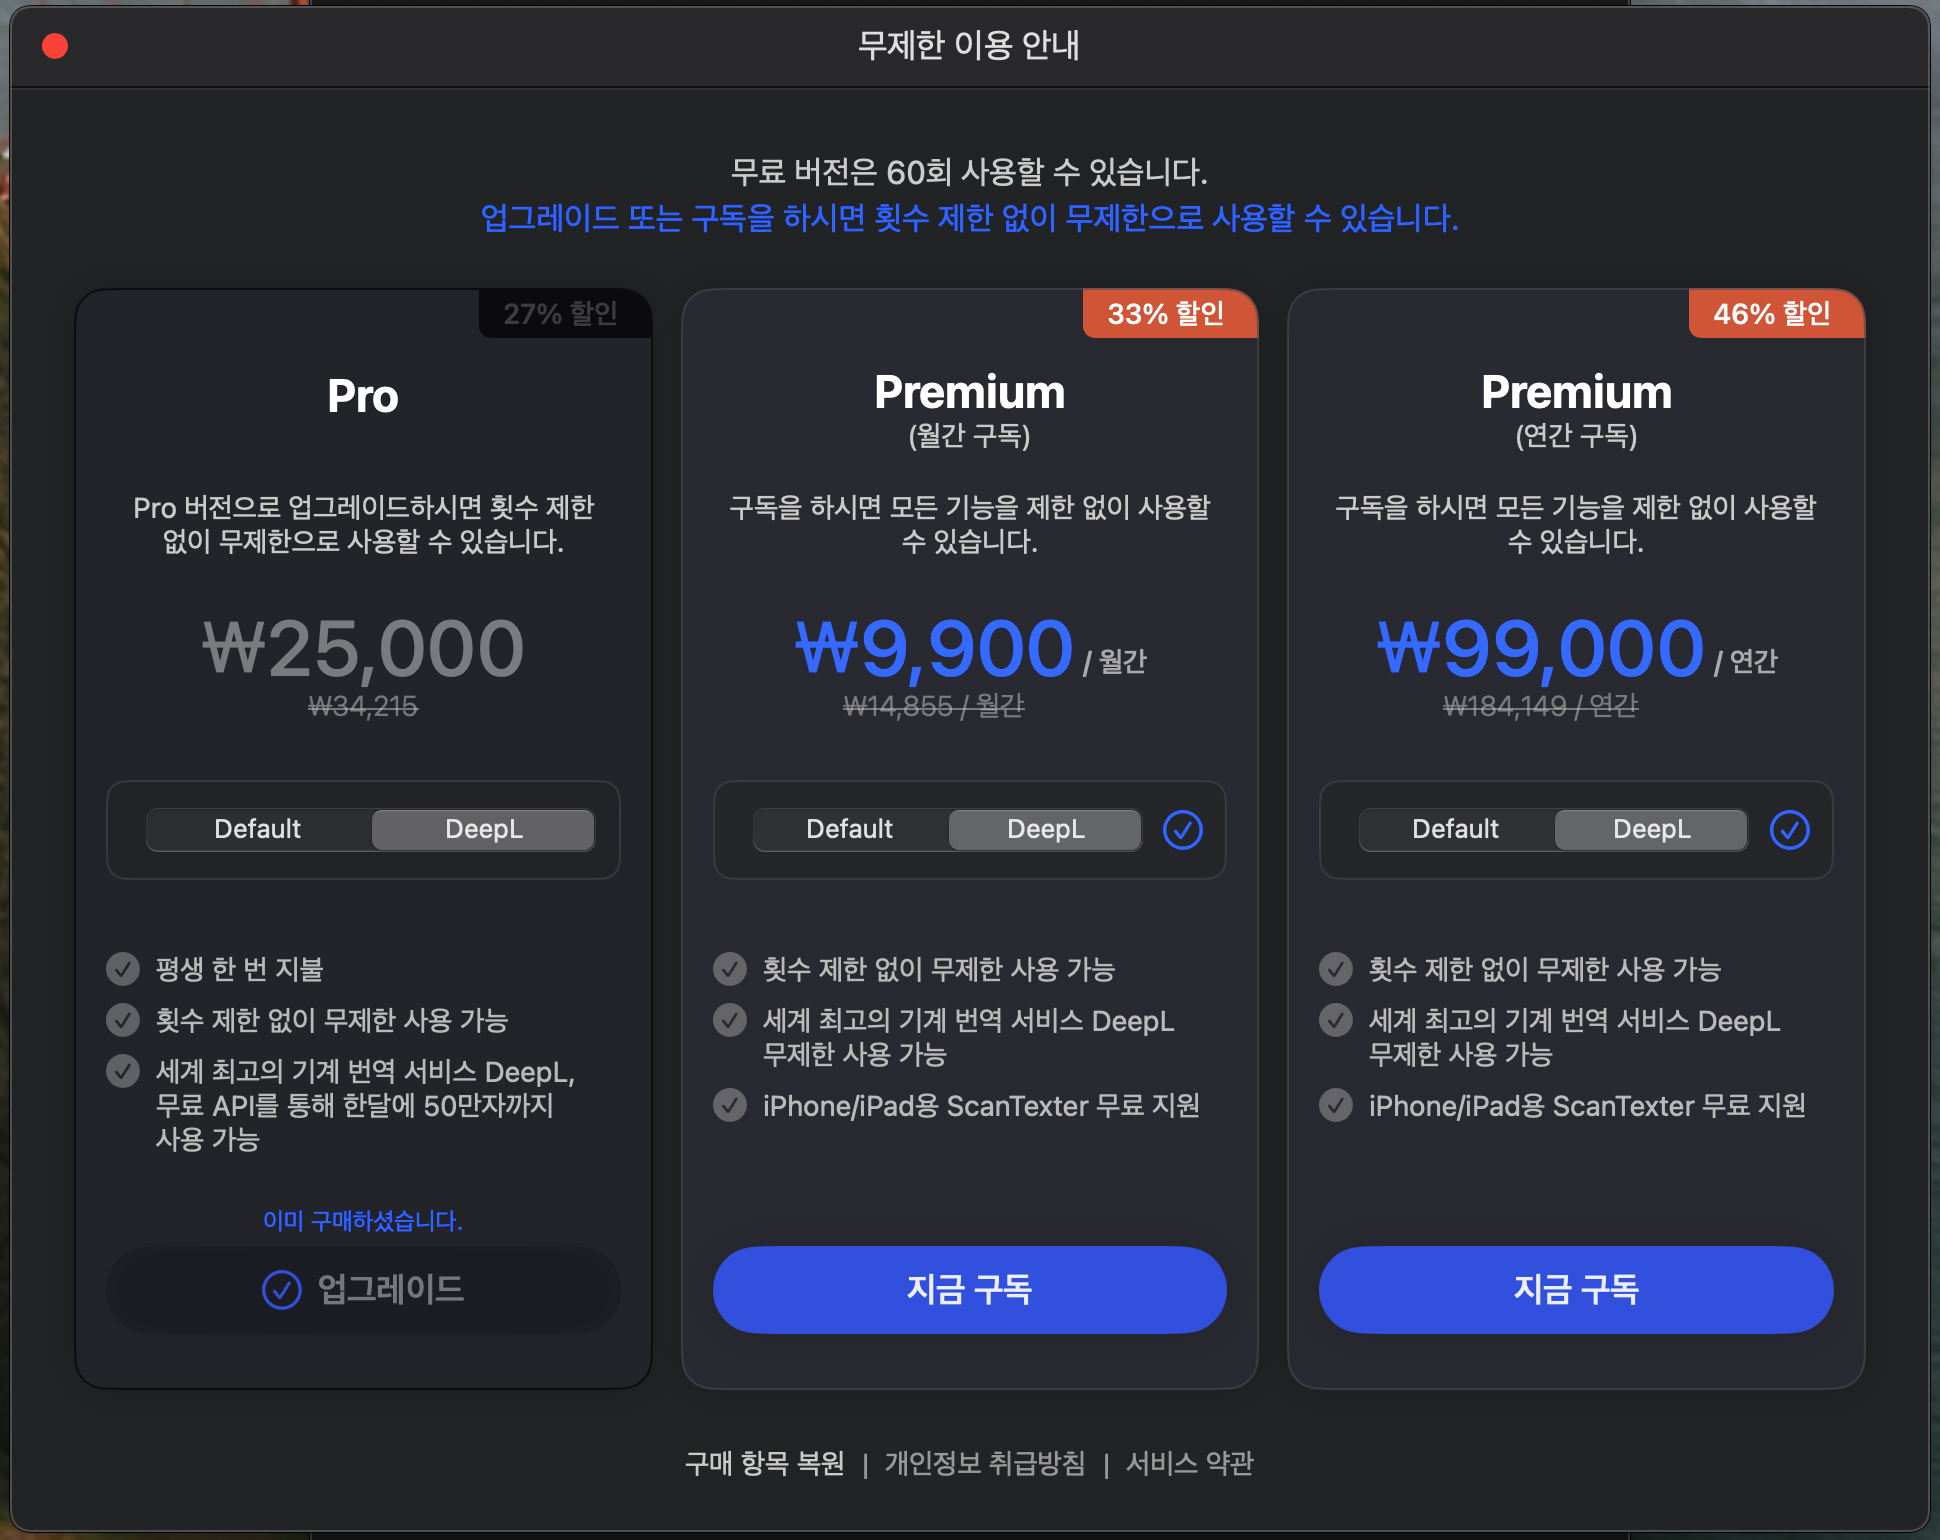 무제한 이용 안내
무료 버전은 60회 사용할 수 있습니다.
업그레이드 또는 구독을 하시면 횟수 제한 없이 무제한으로 사용할 수 있습니다.
27% 할인
Pro
Pro 버전으로 업그레이드하시면 횟수 제한
없이 무제한으로 사용할 수 있습니다.
₩25,000
₩34,215
Default
DeepL
평생 한 번 지불
횟수 제한 없이 무제한 사용 가능
세계 최고의 기계 번역 서비스 DeepL,
무료 API를 통해 한달에 50만자까지
사용 가능
이미 구매하셨습니다.
업그레이드
33% 할인
Premium
(월간 구독)
구독을 하시면 모든 기능을 제한 없이 사용할
수 있습니다.
₩9,900 / 월간
₩14,855 / 월간
Default
DeepL
횟수 제한 없이 무제한 사용 가능
세계 최고의 기계 번역 서비스 DeepL
무제한 사용 가능
iPhone/iPad용 ScanTexter 무료 지원
지금 구독
46% 할인
Premium
(연간 구독)
구독을 하시면 모든 기능을 제한 없이 사용할
수 있습니다.
₩99,000 / 연간
₩184,149 / 연간
Default
DeepL
횟수 제한 없이 무제한 사용 가능
세계 최고의 기계 번역 서비스 DeepL
무제한 사용 가능
iPhone/iPad용 ScanTexter 무료 지원
지금 구독
구매 항목 복원 | 개인정보 취급방침 | 서비스 약관